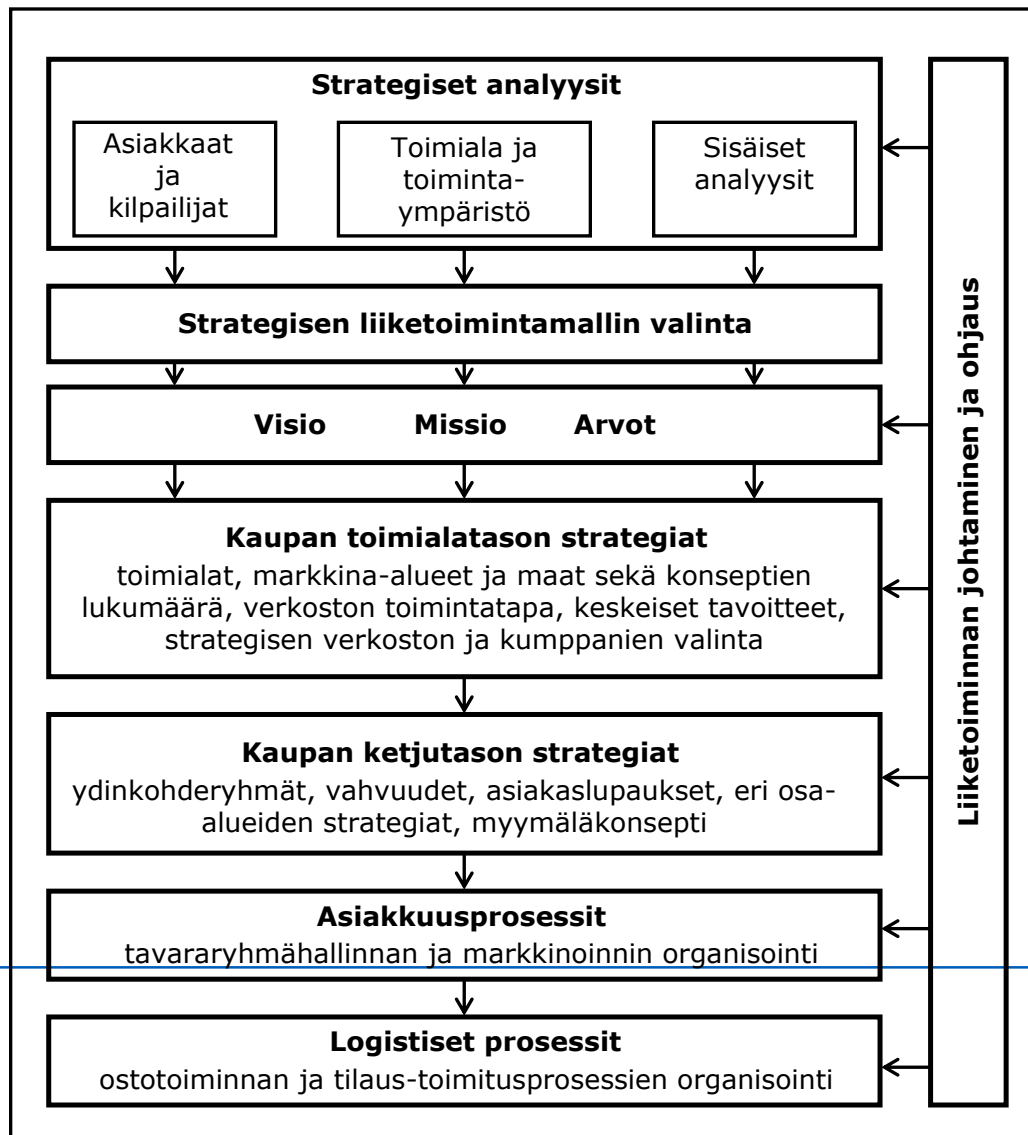 Strategiset analyysit
Asiakkaat
ja
kilpailijat
Toimiala ja
toiminta-
ympäristö
Sisäiset
analyysit
Strategisen liiketoimintamallin valinta
Visio Missio Arvot
Kaupan toimialatason strategiat
toimialat, markkina-alueet ja maat sekä konseptien
lukumäärä, verkoston toimintatapa, keskeiset tavoitteet,
strategisen verkoston ja kumppanien valinta
Kaupan ketjutason strategiat
ydinkohderyhmät, vahvuudet, asiakaslupaukset, eri osa-
alueiden strategiat, myymäläkonsepti
Asiakkuusprosessit
tavararyhmähallinnan ja markkinoinnin organisointi
Logistiset prosessit
ostotoiminnan ja tilaus-toimitusprosessien organisointi
Liiketoiminnan johtaminen ja ohjaus